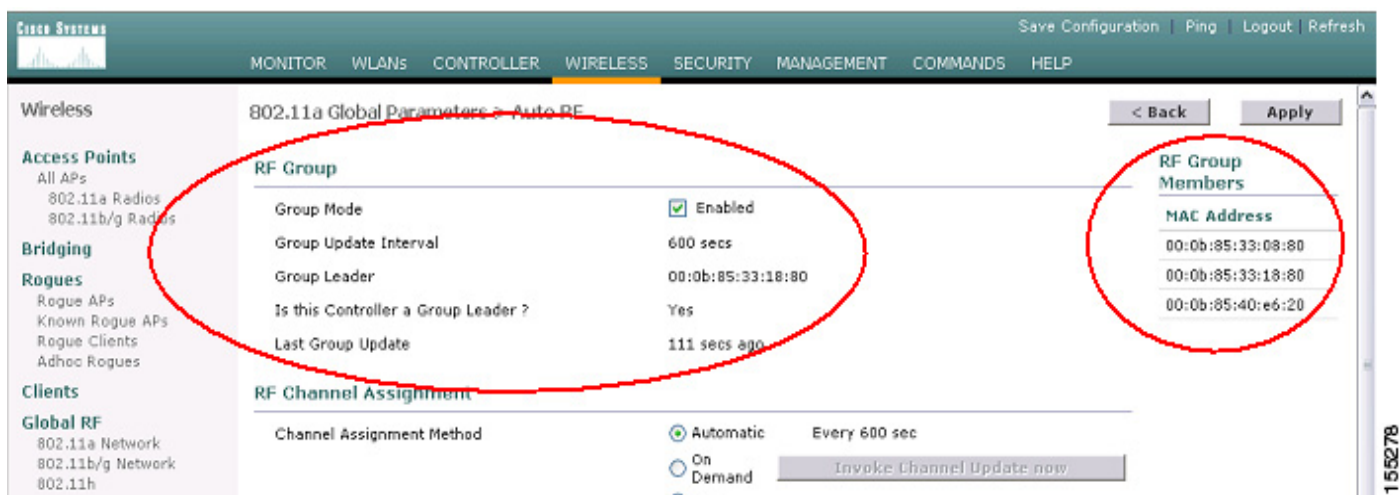 CISCO SYSTEMS
Save Configuration | Ping | Logout | Refresh
MONITOR WLANs CONTROLLER WIRELESS SECURITY MANAGEMENT COMMANDS HELP
Wireless
Access Points
All APs
802.11a Radios
802.11b/g Radios
Bridging
Rogues
Rogue APs
Known Rogue APs
Rogue Clients
Adhoc Rogues
Clients
Global RF
802.11a Network
802.11b/g Network
802.11h
802.11a Global Parameters > Auto RF
< Back
Apply
RF Group
Group Mode Enabled
Group Update Interval 600 secs
Group Leader 00:0b:85:33:18:80
Is this Controller a Group Leader ? Yes
Last Group Update 111 secs ago
RF Channel Assignment
Channel Assignment Method Automatic Every 600 sec
On Demand Invoke Channel Update now
RF Group
Members
MAC Address
00:0b:85:33:08:80
00:0b:85:33:18:80
00:0b:85:40:e6:20
155278